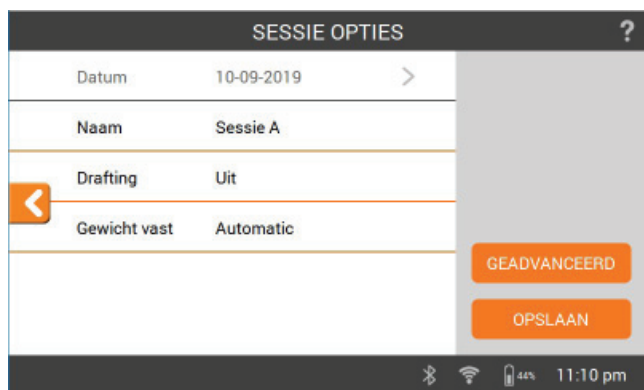 SESSIE OPTIES ?
Datum 10-09-2019
Naam Sessie A
Drafting Uit
Gewicht vast Automatic
GEADVANCEERD
OPSLAAN
44% 11:10 pm